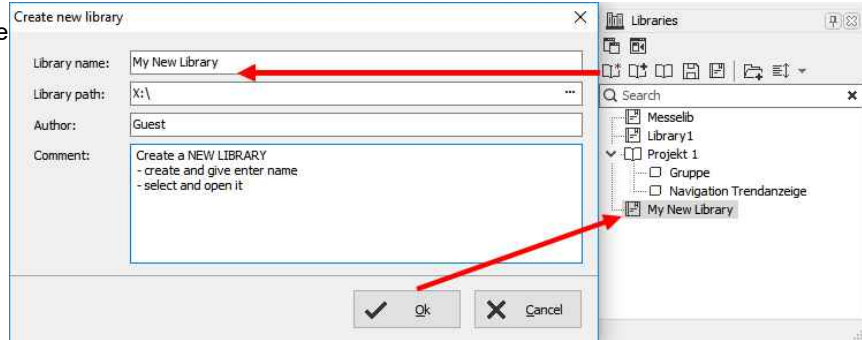 Create new library
e
Library name: My New Library
Library path: X:\ ...
Author: Guest
Comment: Create a NEW LIBRARY
- create and give enter name
- select and open it
Ok Cancel
Libraries
Search
Messelib
Library1
Projekt 1
Gruppe
Navigation Trendanzeige
My New Library